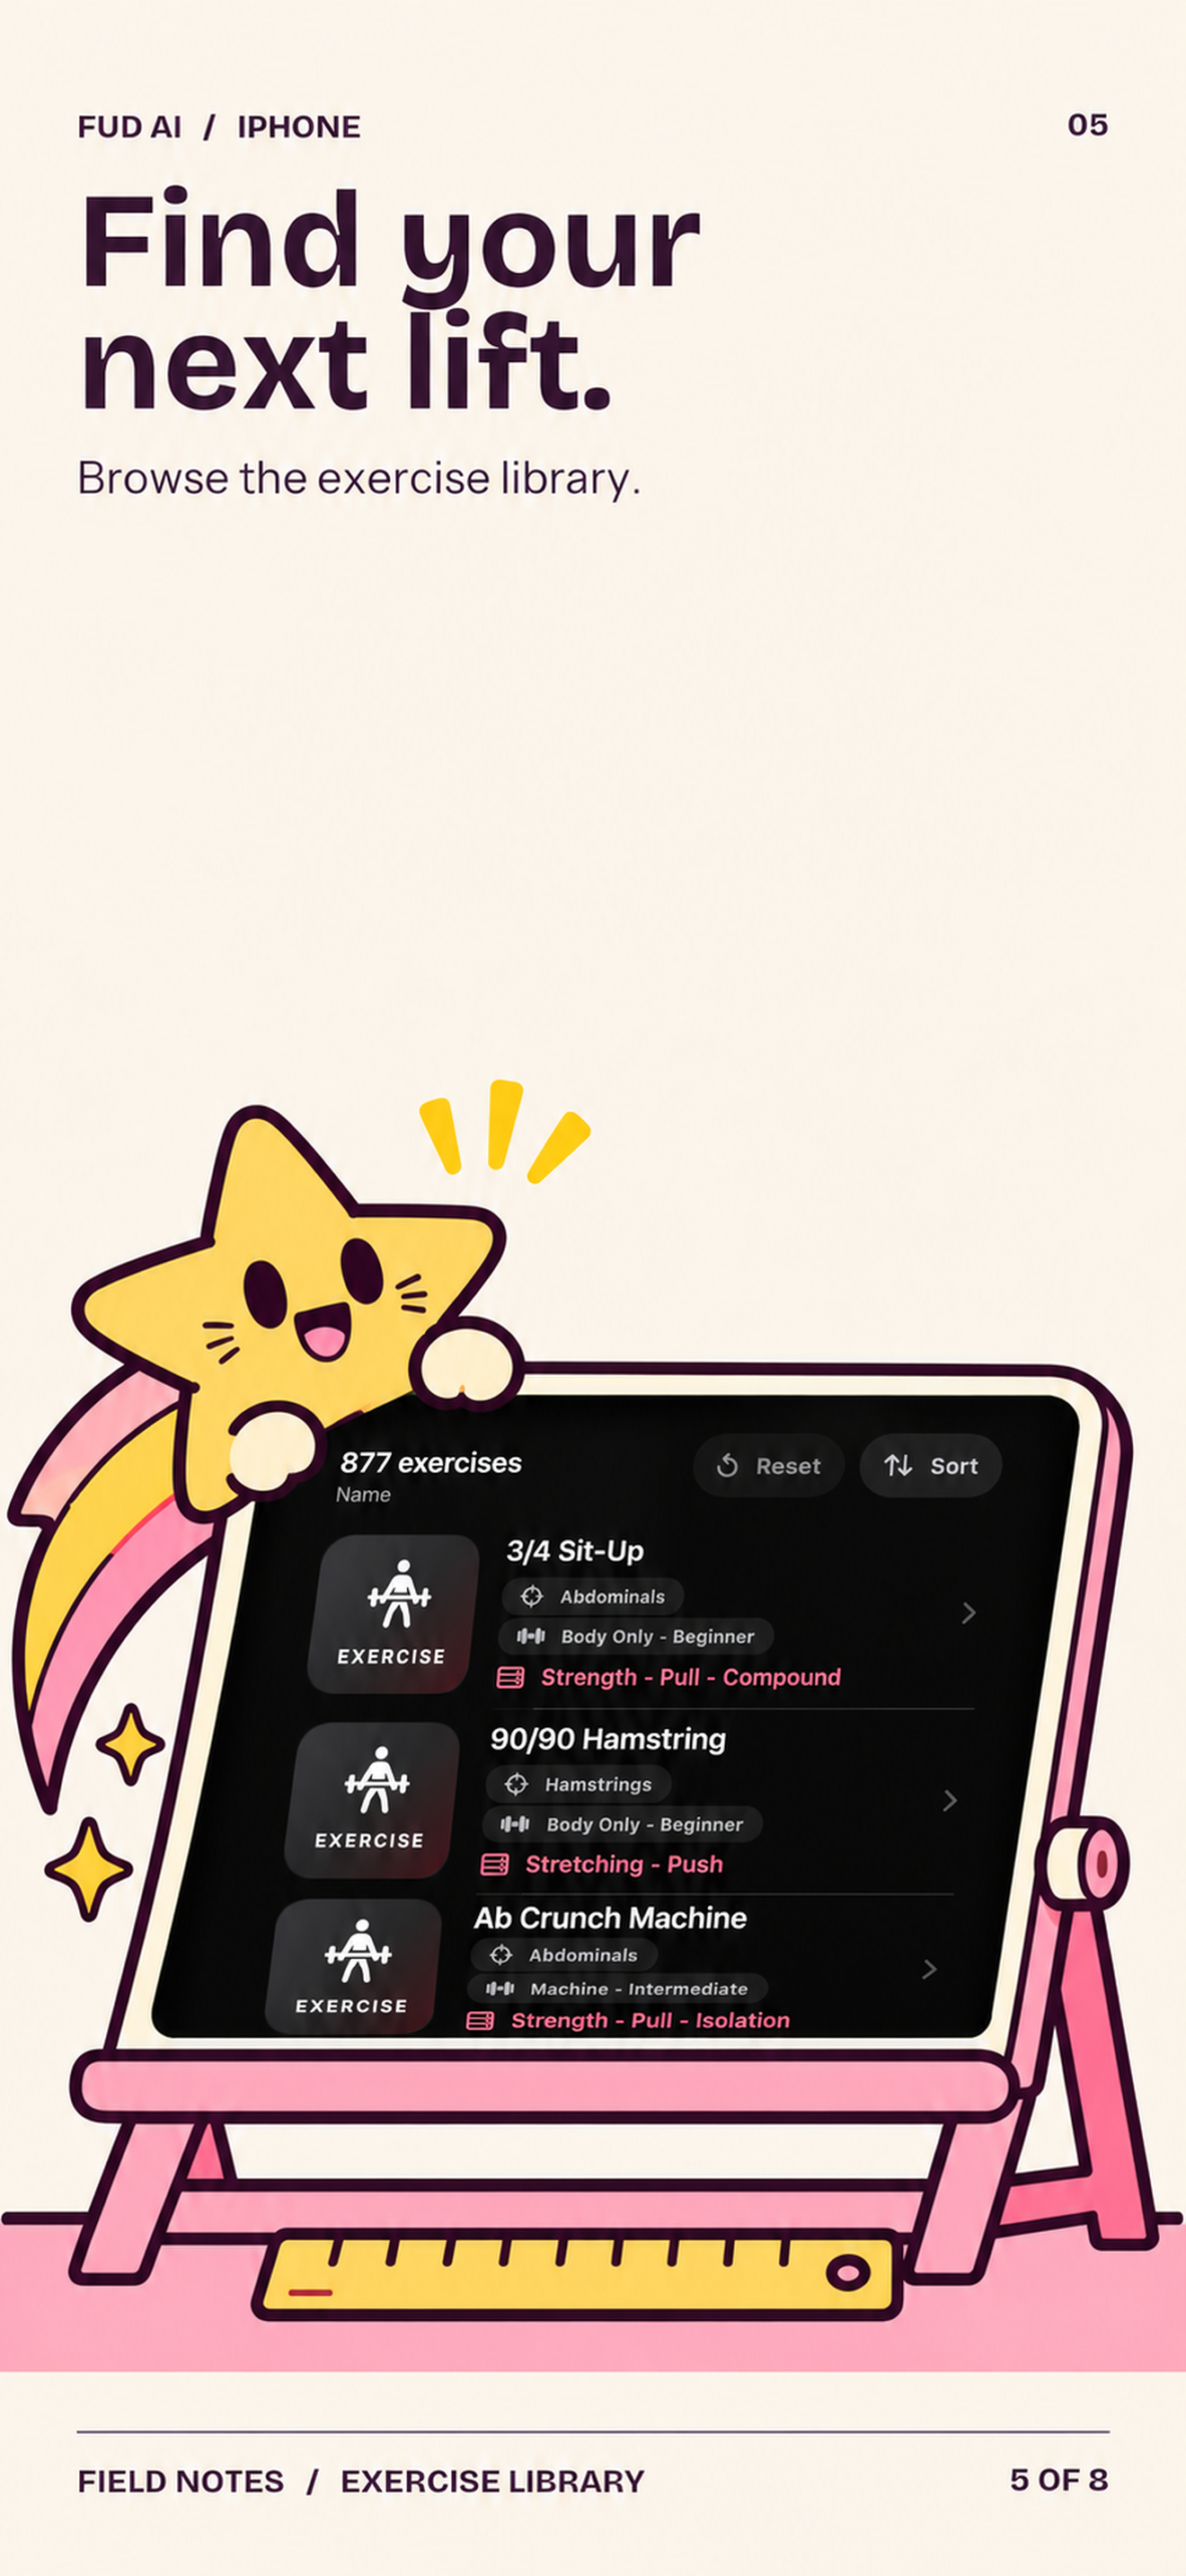 FUD AI / IPHONE
05
Find your
next lift.
Browse the exercise library.
877 exercises
Name
Reset
Sort
3/4 Sit-Up
Abdominals
Body Only - Beginner
Strength - Pull - Compound
EXERCISE
90/90 Hamstring
Hamstrings
Body Only - Beginner
Stretching - Push
EXERCISE
Ab Crunch Machine
Abdominals
Machine - Intermediate
Strength - Pull - Isolation
EXERCISE
FIELD NOTES / EXERCISE LIBRARY
5 OF 8